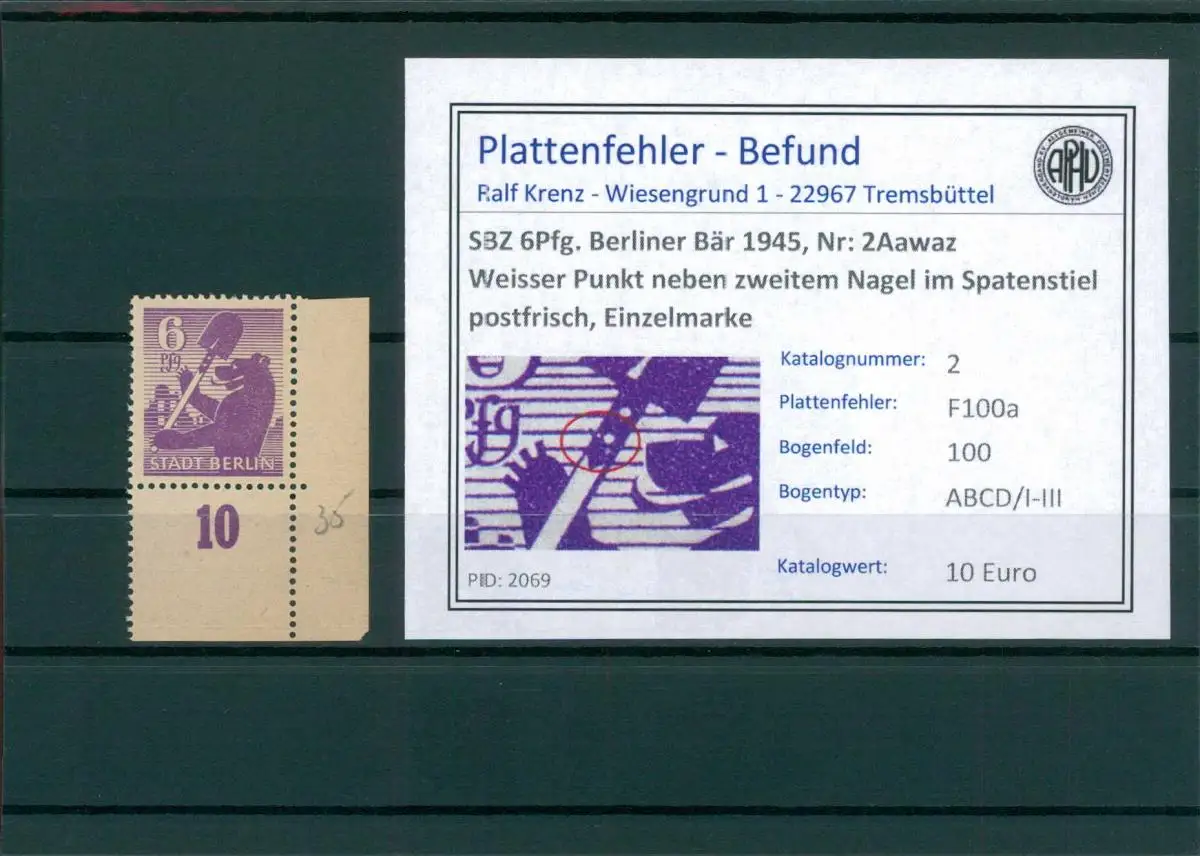 6
Pfg
STADT BERLIN
10
Plattenfehler - Befund
Ralf Krenz - Wiesengrund 1 - 22967 Tremsbüttel
SBZ 6Pfg. Berliner Bär 1945, Nr: 2Aawaz
Weisser Punkt neben zweitem Nagel im Spatenstiel
postfrisch, Einzelmarke
Katalognummer: 2
Plattenfehler: F100a
Bogenfeld: 100
Bogentyp: ABCD/I-III
Katalogwert: 10 Euro
PID: 2069
APHV
fg